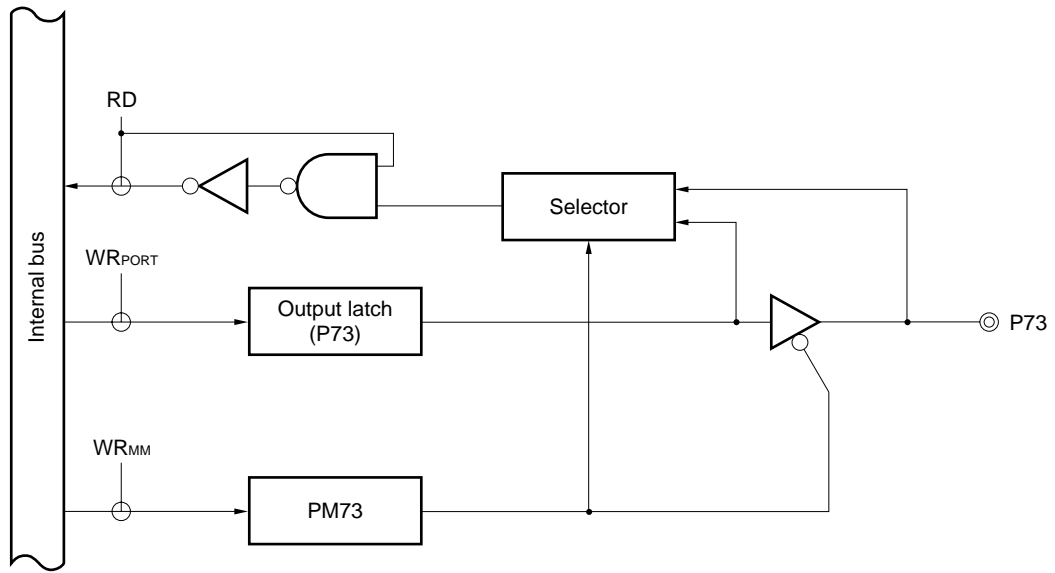 RD
Internal bus
Selector
WRPORT
Output latch
(P73)
P73
WRMM
PM73